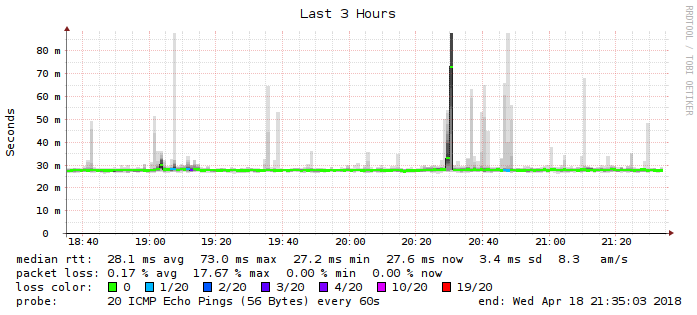 Last 3 Hours
RRDTOOL / TOBI OETIKER
Seconds
80 m
70 m
60 m
50 m
40 m
30 m
20 m
10 m
0
18:40 19:00 19:20 19:40 20:00 20:20 20:40 21:00 21:20
median rtt: 28.1 ms avg 73.0 ms max 27.2 ms min 27.6 ms now 3.4 ms sd 8.3 am/s
packet loss: 0.17 % avg 17.67 % max 0.00 % min 0.00 % now
loss color: 0 1/20 2/20 3/20 4/20 10/20 19/20
probe: 20 ICMP Echo Pings (56 Bytes) every 60s end: Wed Apr 18 21:35:03 2018